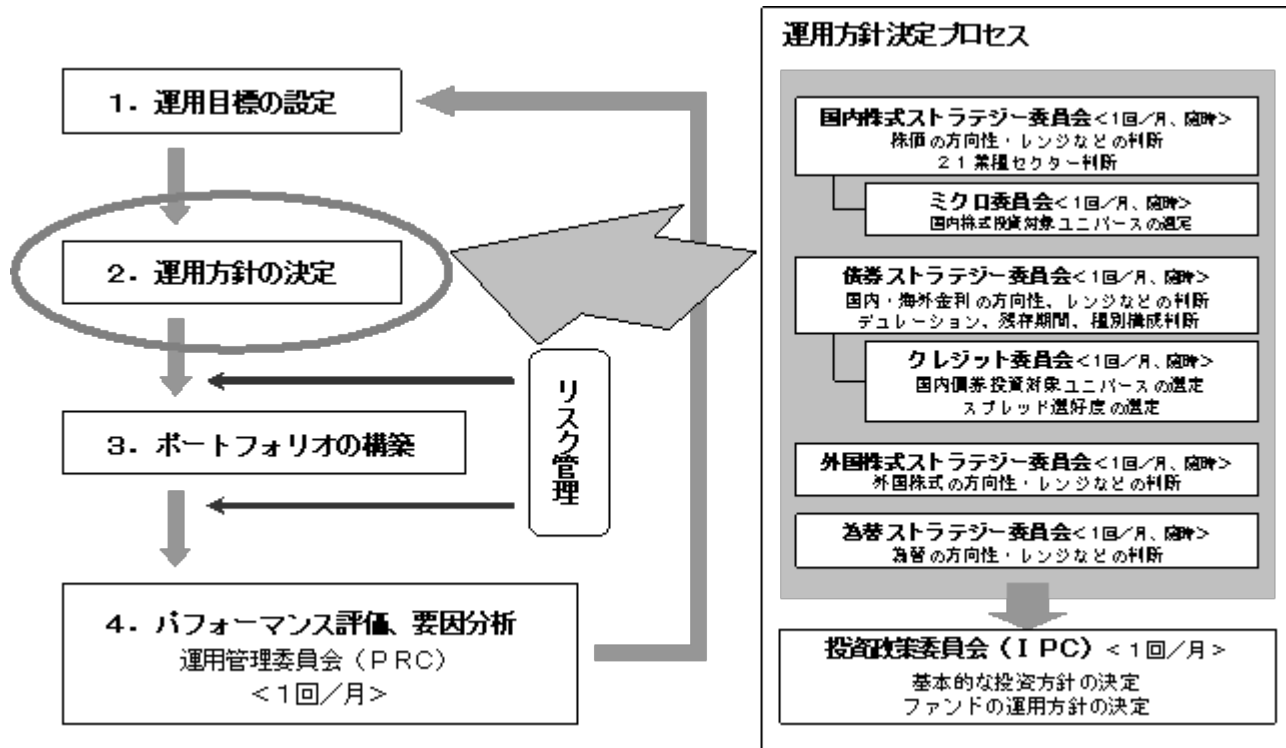 1．運用目標の設定
2．運用方針の決定
リスク管理
3．ポートフォリオの構築
4．パフォーマンス評価、要因分析
運用管理委員会（PRC）
＜1回／月＞
運用方針決定プロセス
国内株式ストラテジー委員会＜1回／月、随時＞
株価の方向性・レンジなどの判断
21業種セクター判断
ミクロ委員会＜1回／月、随時＞
国内株式投資対象ユニバースの選定
債券ストラテジー委員会＜1回／月、随時＞
国内・海外金利の方向性、レンジなどの判断
デュレーション、残存期間、種別構成判断
クレジット委員会＜1回／月、随時＞
国内債券投資対象ユニバースの選定
スプレッド選好度の選定
外国株式ストラテジー委員会＜1回／月、随時＞
外国株式の方向性・レンジなどの判断
為替ストラテジー委員会＜1回／月、随時＞
為替の方向性・レンジなどの判断
投資政策委員会（IPC）＜1回／月＞
基本的な投資方針の決定
ファンドの運用方針の決定